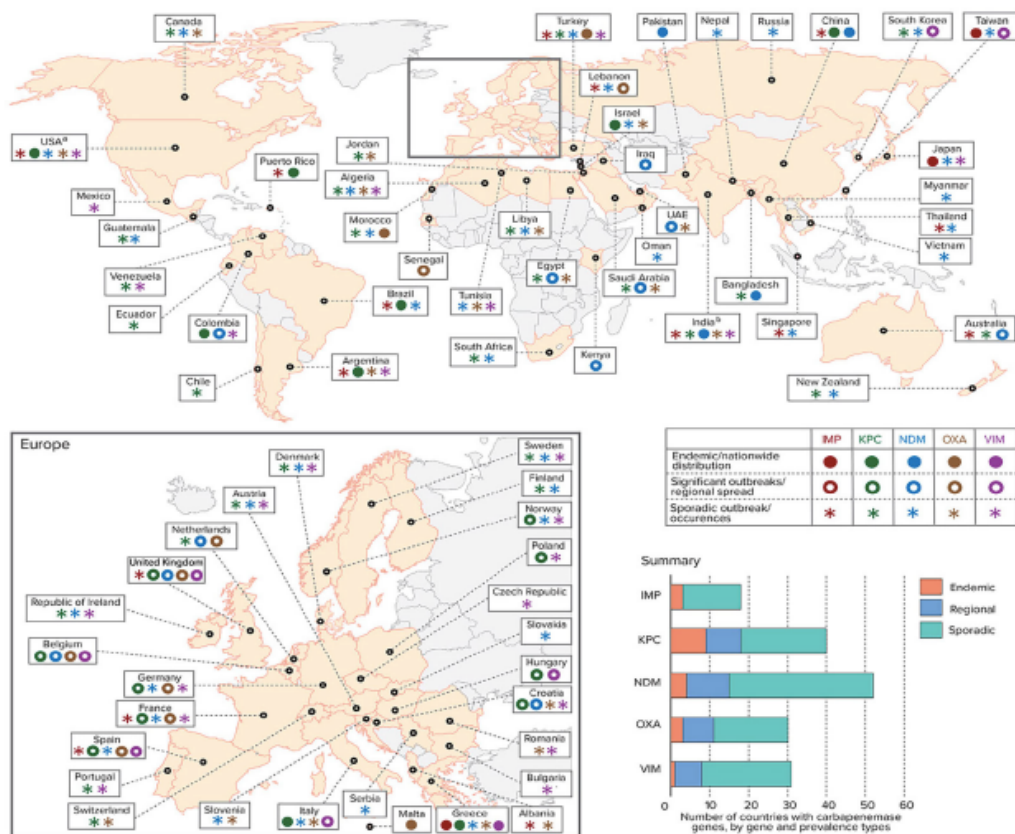 Canada
Turkey
Pakistan
Nepal
Russia
China
South Korea
Taiwan
Lebanon
Israel
USAª
Jordan
Iraq
Japan
Puerto Rico
Algeria
Mexico
Myanmar
Morocco
Libya
UAE
Thailand
Guatemala
Oman
Vietnam
Senegal
Egypt
Saudi Arabia
Venezuela
Bangladesh
Brazil
Tunisia
Ecuador
Colombia
Indiaᵇ
Singapore
Australia
South Africa
Kenya
Argentina
Chile
New Zealand
Europe
Sweden
Denmark
Finland
Austria
Norway
Netherlands
Poland
United Kingdom
Czech Republic
Republic of Ireland
Slovakia
Belgium
Hungary
Germany
Croatia
France
Romania
Spain
Bulgaria
Portugal
Switzerland
Slovenia
Italy
Serbia
Malta
Greece
Albania
IMP KPC NDM OXA VIM
Endemic/nationwide
distribution
Significant outbreaks/
regional spread
Sporadic outbreak/
occurences
Summary
IMP
KPC
NDM
OXA
VIM
Endemic
Regional
Sporadic
0 10 20 30 40 50 60
Number of countries with carbapenemase
genes, by gene and prevalence types